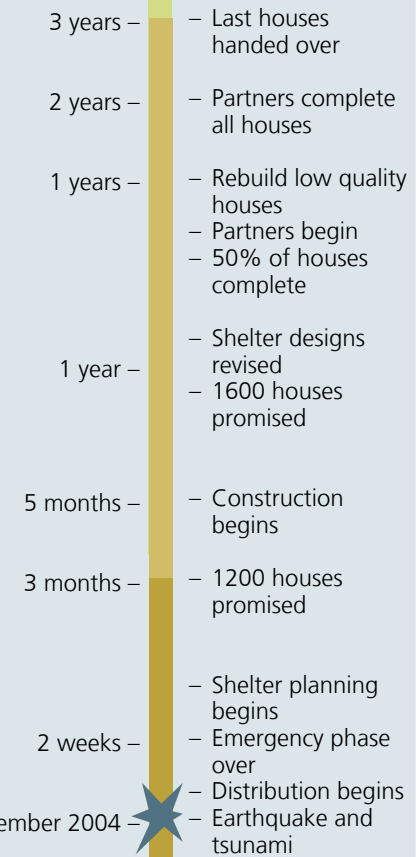 3 years –
– Last houses
handed over
2 years –
– Partners complete
all houses
1 years –
– Rebuild low quality
houses
– Partners begin
– 50% of houses
complete
1 year –
– Shelter designs
revised
– 1600 houses
promised
5 months –
– Construction
begins
3 months –
– 1200 houses
promised
– Shelter planning
begins
2 weeks –
– Emergency phase
over
– Distribution begins
2004 –
– Earthquake and
tsunami